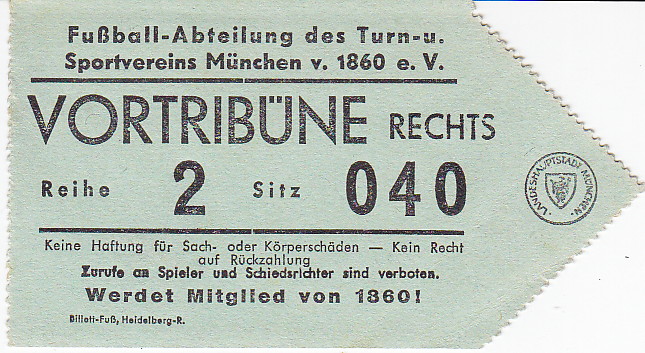 Fußball-Abteilung des Turn-u.
Sportvereins München v. 1860 e. V.
VORTRIBÜNE RECHTS
Reihe 2 Sitz 040
LANDESHAUPTSTADT MÜNCHEN
Keine Haftung für Sach- oder Körperschäden — Kein Recht
auf Rückzahlung
Zurufe an Spieler und Schiedsrichter sind verboten.
Werdet Mitglied von 1860!
Billett-Fuß, Heidelberg-R.